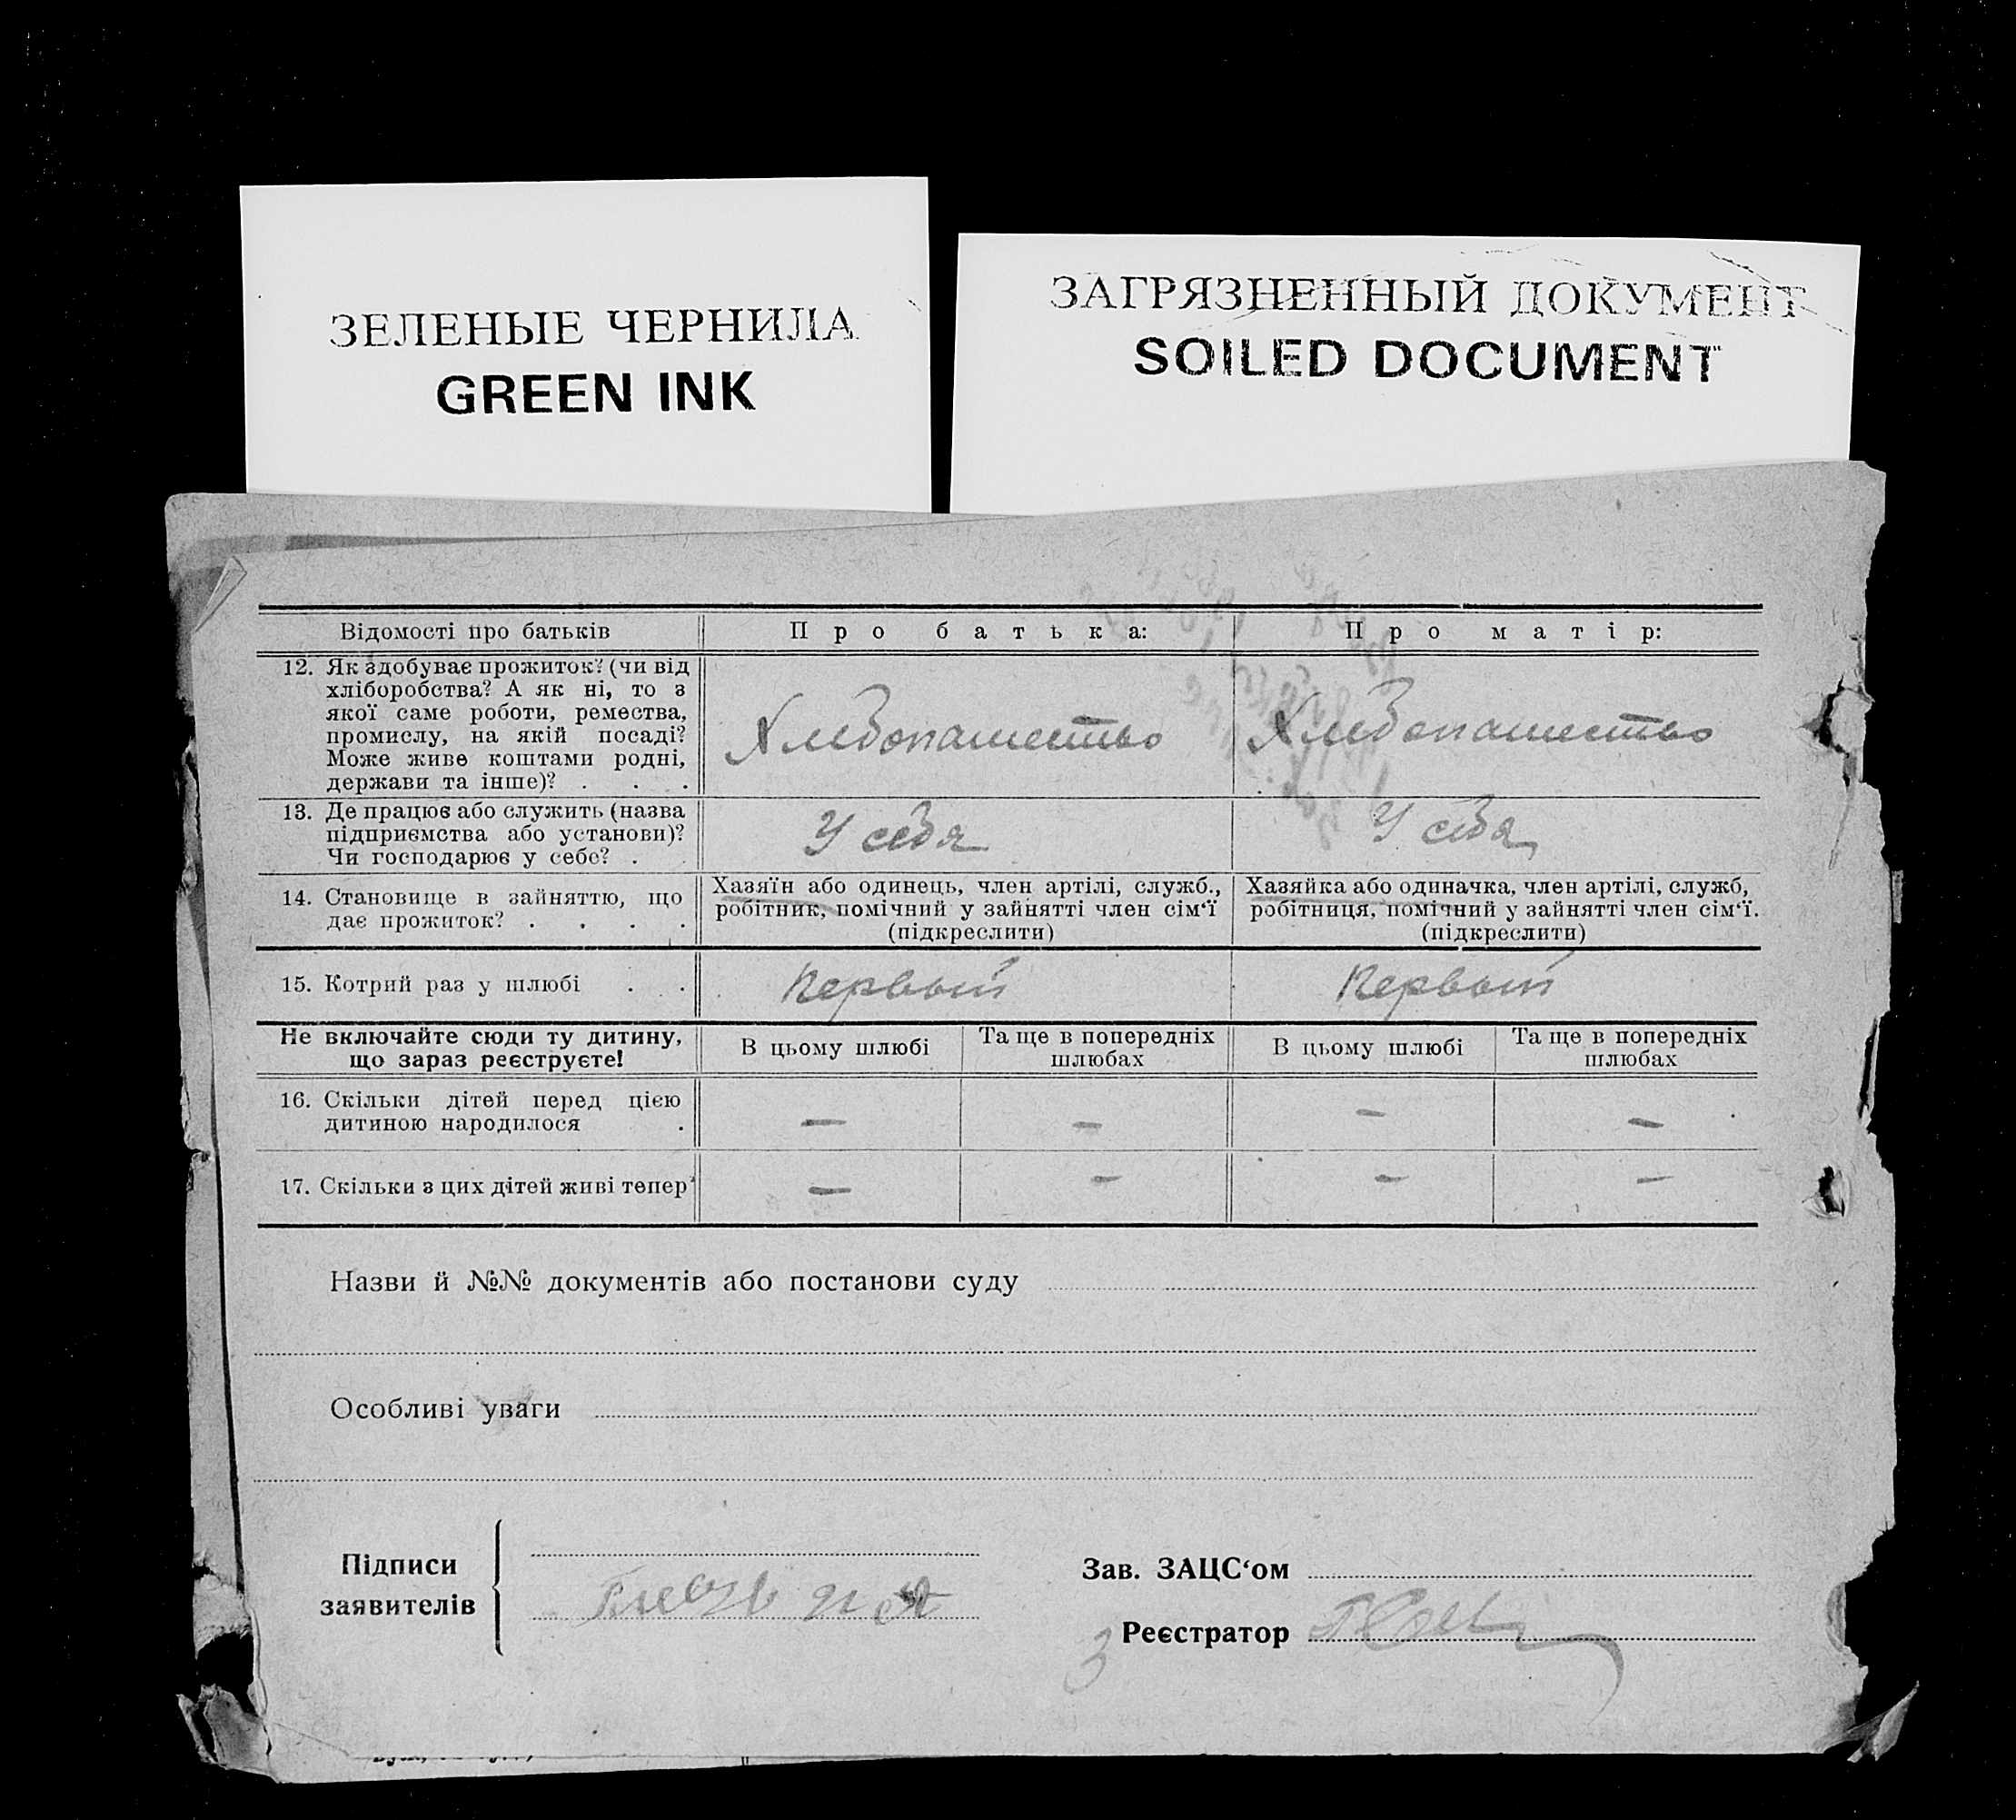 ЗЕЛЕНЫЕ ЧЕРНИЛА
GREEN INK
ЗАГРЯЗНЕННЫЙ ДОКУМЕНТ
SOILED DOCUMENT
Відомості про батьків
Про батька:
Про матір:
12. Як здобуває прожиток? (чи від
хліборобства? А як ні, то з
якої саме роботи, ремества,
промислу, на якій посаді?
Може живе коштами родні,
держави та інше)? . . .
Хлебопашество
Хлебопашество
13. Де працює або служить (назва
підприємства або установи)?
Чи господарює у себе? .
У себя
У себя
14. Становище в зайняттю, що
дає прожиток? . . . .
Хазяїн або одинець, член артілі, служб.,
робітник, помічний у зайнятті член сім‘ї
(підкреслити)
Хазяйка або одиначка, член артілі, служб,
робітниця, помічний у зайнятті член сім‘ї.
(підкреслити)
15. Котрий раз у шлюбі . .
Первый
Первый
Не включайте сюди ту дитину,
що зараз реєструєте!
В цьому шлюбі
Та ще в попередніх
шлюбах
В цьому шлюбі
Та ще в попередніх
шлюбах
16. Скільки дітей перед цією
дитиною народилося .
— — — —
17. Скільки з цих дітей живі тепер
— — — —
Назви й №№ документів або постанови суду
Особливі уваги
Підписи
заявителів
Зав. ЗАЦС‘ом
Реєстратор
3